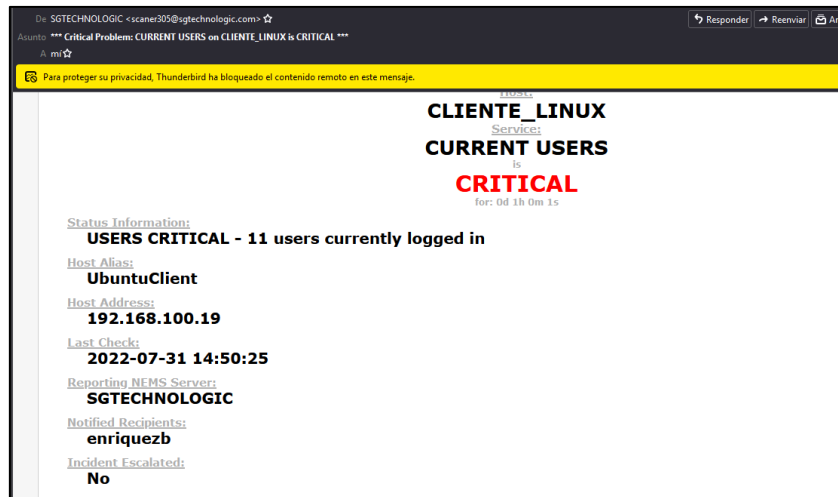 De SGTECHNOLOGIC <scaner305@sgtechnologic.com>
Responder
Reenviar
Asunto *** Critical Problem: CURRENT USERS on CLIENTE_LINUX is CRITICAL ***
A mí
Para proteger su privacidad, Thunderbird ha bloqueado el contenido remoto en este mensaje.
Host:
CLIENTE_LINUX
Service:
CURRENT USERS
is
CRITICAL
for: 0d 1h 0m 1s
Status Information:
USERS CRITICAL - 11 users currently logged in
Host Alias:
UbuntuClient
Host Address:
192.168.100.19
Last Check:
2022-07-31 14:50:25
Reporting NEMS Server:
SGTECHNOLOGIC
Notified Recipients:
enriquezb
Incident Escalated:
No